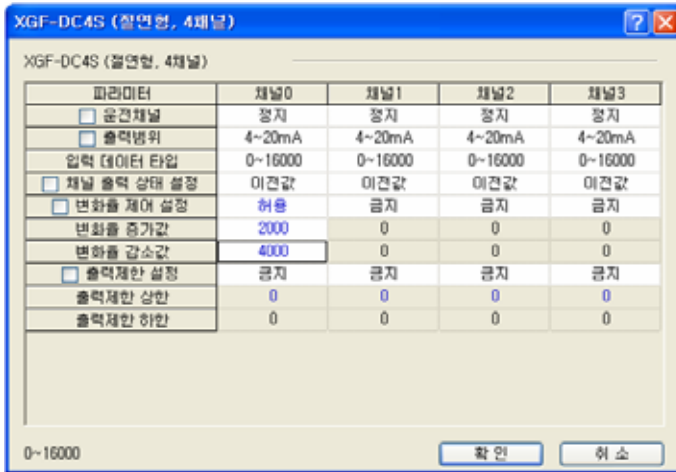 XGF-DC4S (절연형, 4채널)
XGF-DC4S (절연형, 4채널)
파라미터 채널0 채널1 채널2 채널3
운전채널 정지 정지 정지 정지
출력범위 4~20mA 4~20mA 4~20mA 4~20mA
입력 데이터 타입 0~16000 0~16000 0~16000 0~16000
채널 출력 상태 설정 이전값 이전값 이전값 이전값
변화율 제어 설정 허용 금지 금지 금지
변화율 증가값 2000 0 0 0
변화율 감소값 4000 0 0 0
출력제한 설정 금지 금지 금지 금지
출력제한 상한 0 0 0 0
출력제한 하한 0 0 0 0
0~16000 확인 취소